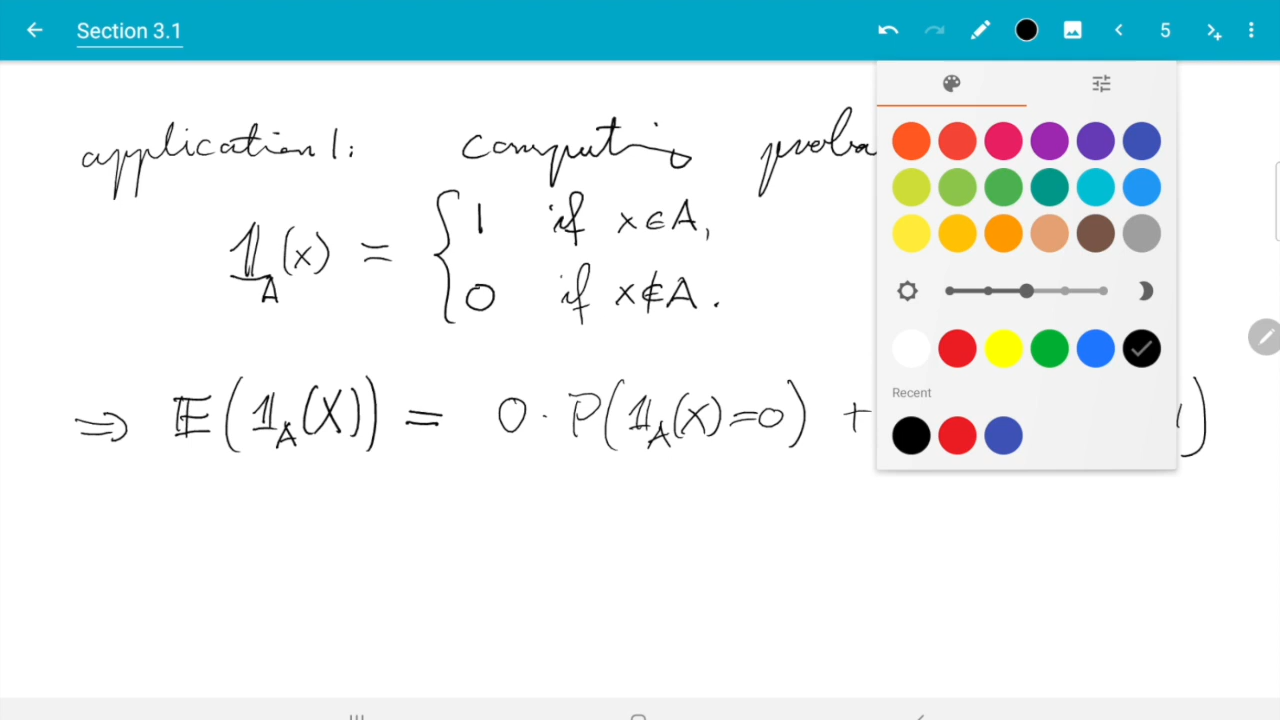 Section 3.1
5
application 1: computing proba
𝟙_A(x) = { 1 if x∈A,
0 if x∉A.
Recent
⇒ 𝔼(𝟙_A(X)) = 0 · P(𝟙_A(X)=0) + )